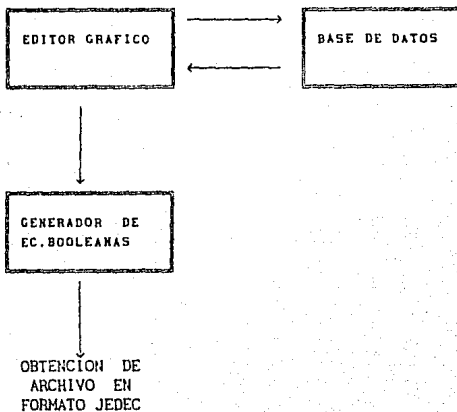 EDITOR GRAFICO
BASE DE DATOS
GENERADOR DE
EC.BOOLEANAS
OBTENCION DE
ARCHIVO EN
FORMATO JEDEC